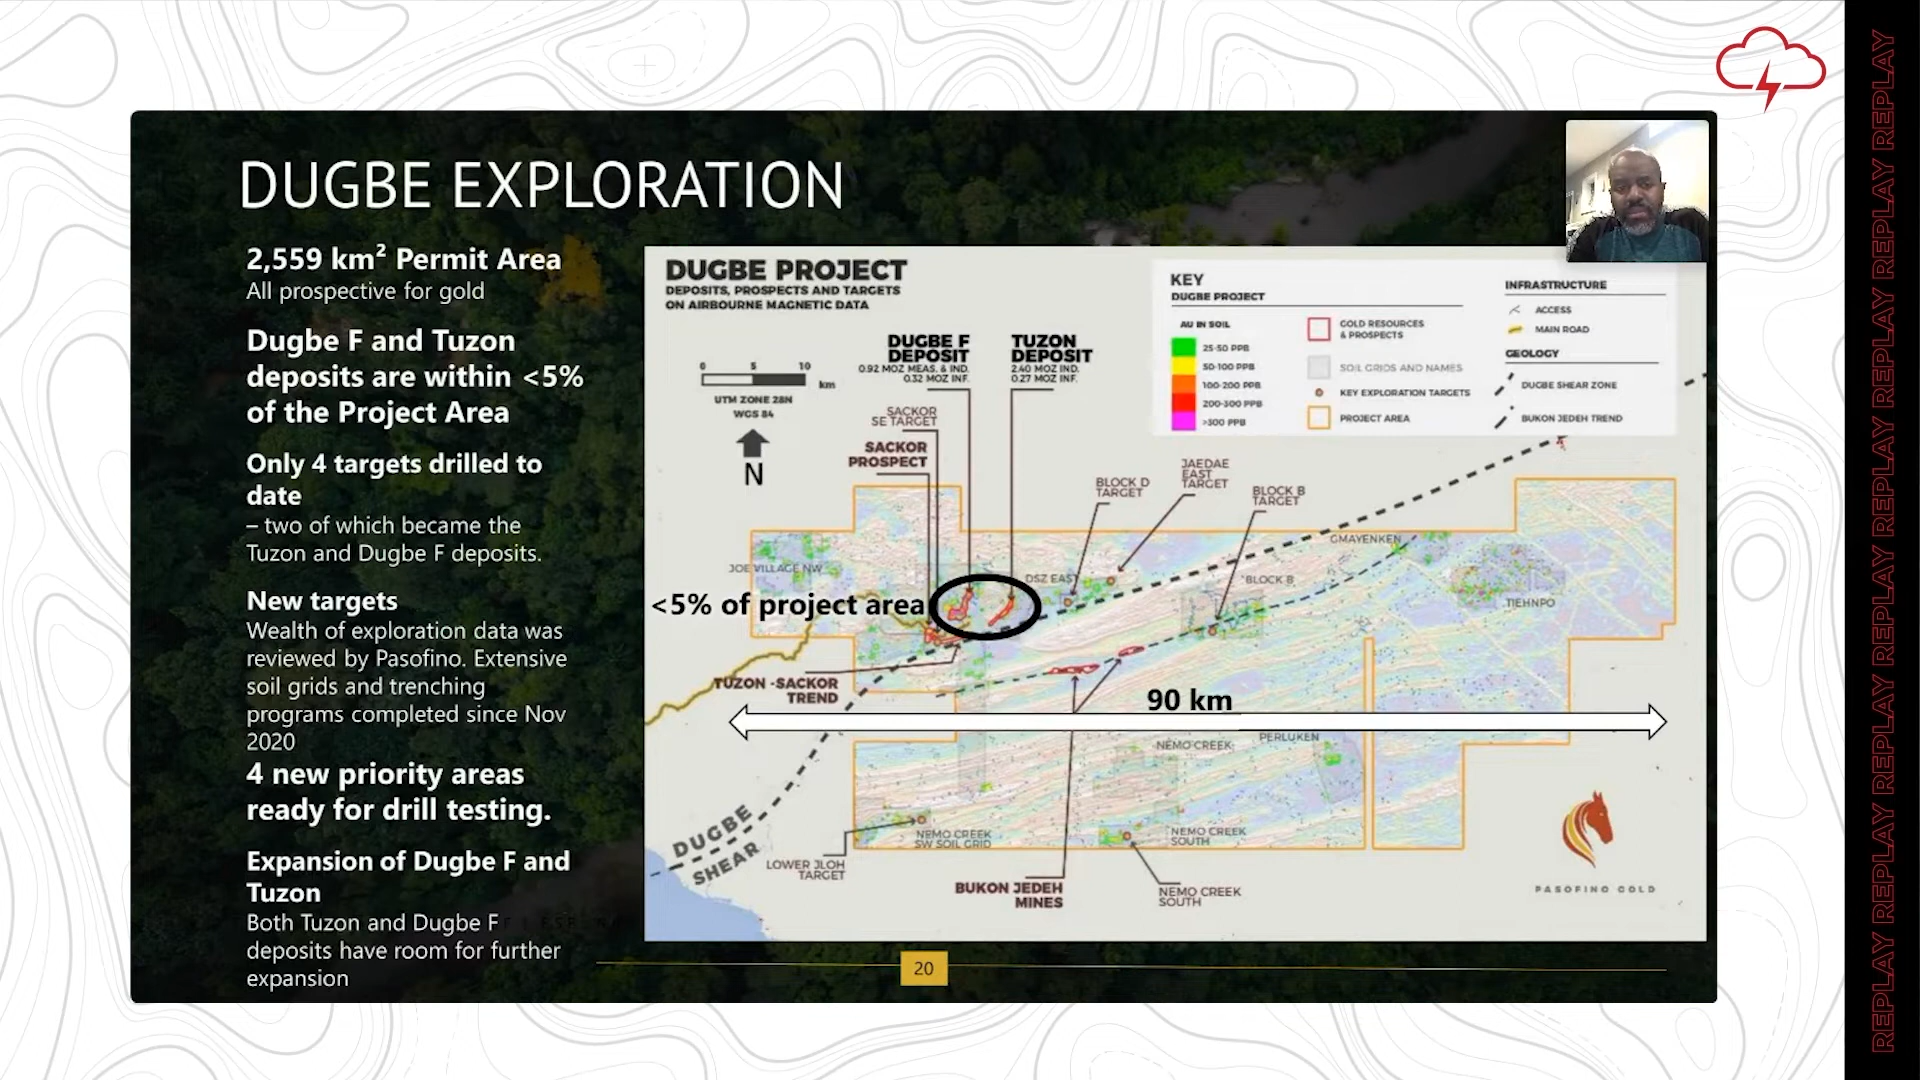 DUGBE EXPLORATION
2,559 km² Permit Area
All prospective for gold
Dugbe F and Tuzon
deposits are within <5%
of the Project Area
Only 4 targets drilled to
date
– two of which became the
Tuzon and Dugbe F deposits.
New targets
Wealth of exploration data was
reviewed by Pasofino. Extensive
soil grids and trenching
programs completed since Nov
2020
4 new priority areas
ready for drill testing.
Expansion of Dugbe F and
Tuzon
Both Tuzon and Dugbe F
deposits have room for further
expansion
DUGBE PROJECT
DEPOSITS, PROSPECTS AND TARGETS
ON AIRBOURNE MAGNETIC DATA
0 5 10
km
UTM ZONE 28N
WGS 84
N
DUGBE F
DEPOSIT
0.92 MOZ MEAS. & IND.
0.32 MOZ INF.
TUZON
DEPOSIT
2.40 MOZ IND.
0.27 MOZ INF.
SACKOR
SE TARGET
SACKOR
PROSPECT
KEY
DUGBE PROJECT
AU IN SOIL
25-50 PPB
50-100 PPB
100-200 PPB
200-300 PPB
>300 PPB
GOLD RESOURCES
& PROSPECTS
SOIL GRIDS AND NAMES
KEY EXPLORATION TARGETS
PROJECT AREA
INFRASTRUCTURE
ACCESS
MAIN ROAD
GEOLOGY
DUGBE SHEAR ZONE
BUKON JEDEH TREND
BLOCK D
TARGET
JAEDAE
EAST
TARGET
BLOCK B
TARGET
GMAYENKEN
JOE VILLAGE NW
DSZ EAST
BLOCK B
TIEHNPO
<5% of project area
TUZON -SACKOR
TREND
90 km
NEMO CREEK
PERLUKEN
DUGBE
SHEAR
NEMO CREEK
SW SOIL GRID
LOWER JLOH
TARGET
NEMO CREEK
SOUTH
BUKON JEDEH
MINES
NEMO CREEK
SOUTH
PASOFINO GOLD
20
REPLAY REPLAY REPLAY REPLAY REPLAY REPLAY REPLAY REPLAY